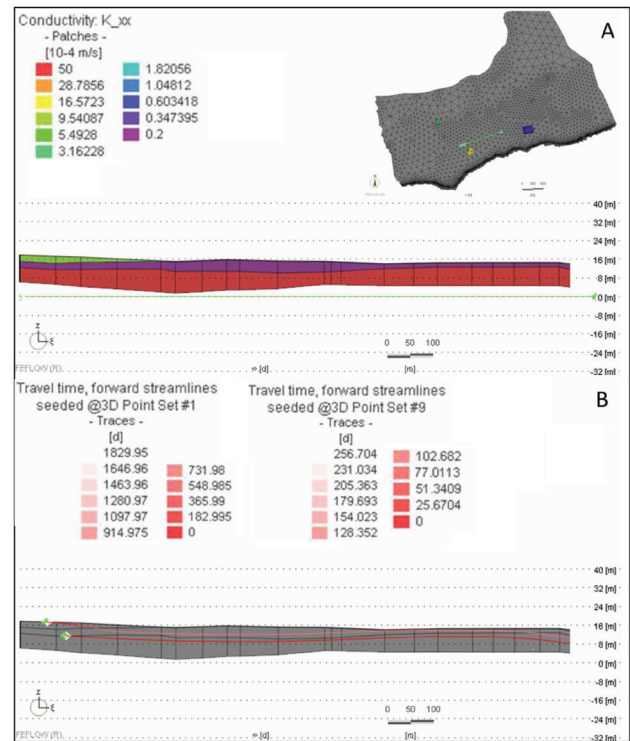 Conductivity: K_xx
- Patches -
[10-4 m/s]
50
28.7856
16.5723
9.54087
5.4928
3.16228
1.82056
1.04812
0.603418
0.347395
0.2
A
40 [m]
32 [m]
24 [m]
16 [m]
8 [m]
0 [m]
-8 [m]
-16 [m]
-24 [m]
-32 [m]
z
0 50 100
[m]
FEFLOW (R)
Travel time, forward streamlines
seeded @3D Point Set #1
- Traces -
[d]
1829.95
1646.96
1463.96
1280.97
1097.97
914.975
731.98
548.985
365.99
182.995
0
Travel time, forward streamlines
seeded @3D Point Set #9
- Traces -
[d]
256.704
231.034
205.363
179.693
154.023
128.352
102.682
77.0113
51.3409
25.6704
0
B
40 [m]
32 [m]
24 [m]
16 [m]
8 [m]
0 [m]
-8 [m]
-16 [m]
-24 [m]
-32 [m]
z
0 50 100
[m]
FEFLOW (R)